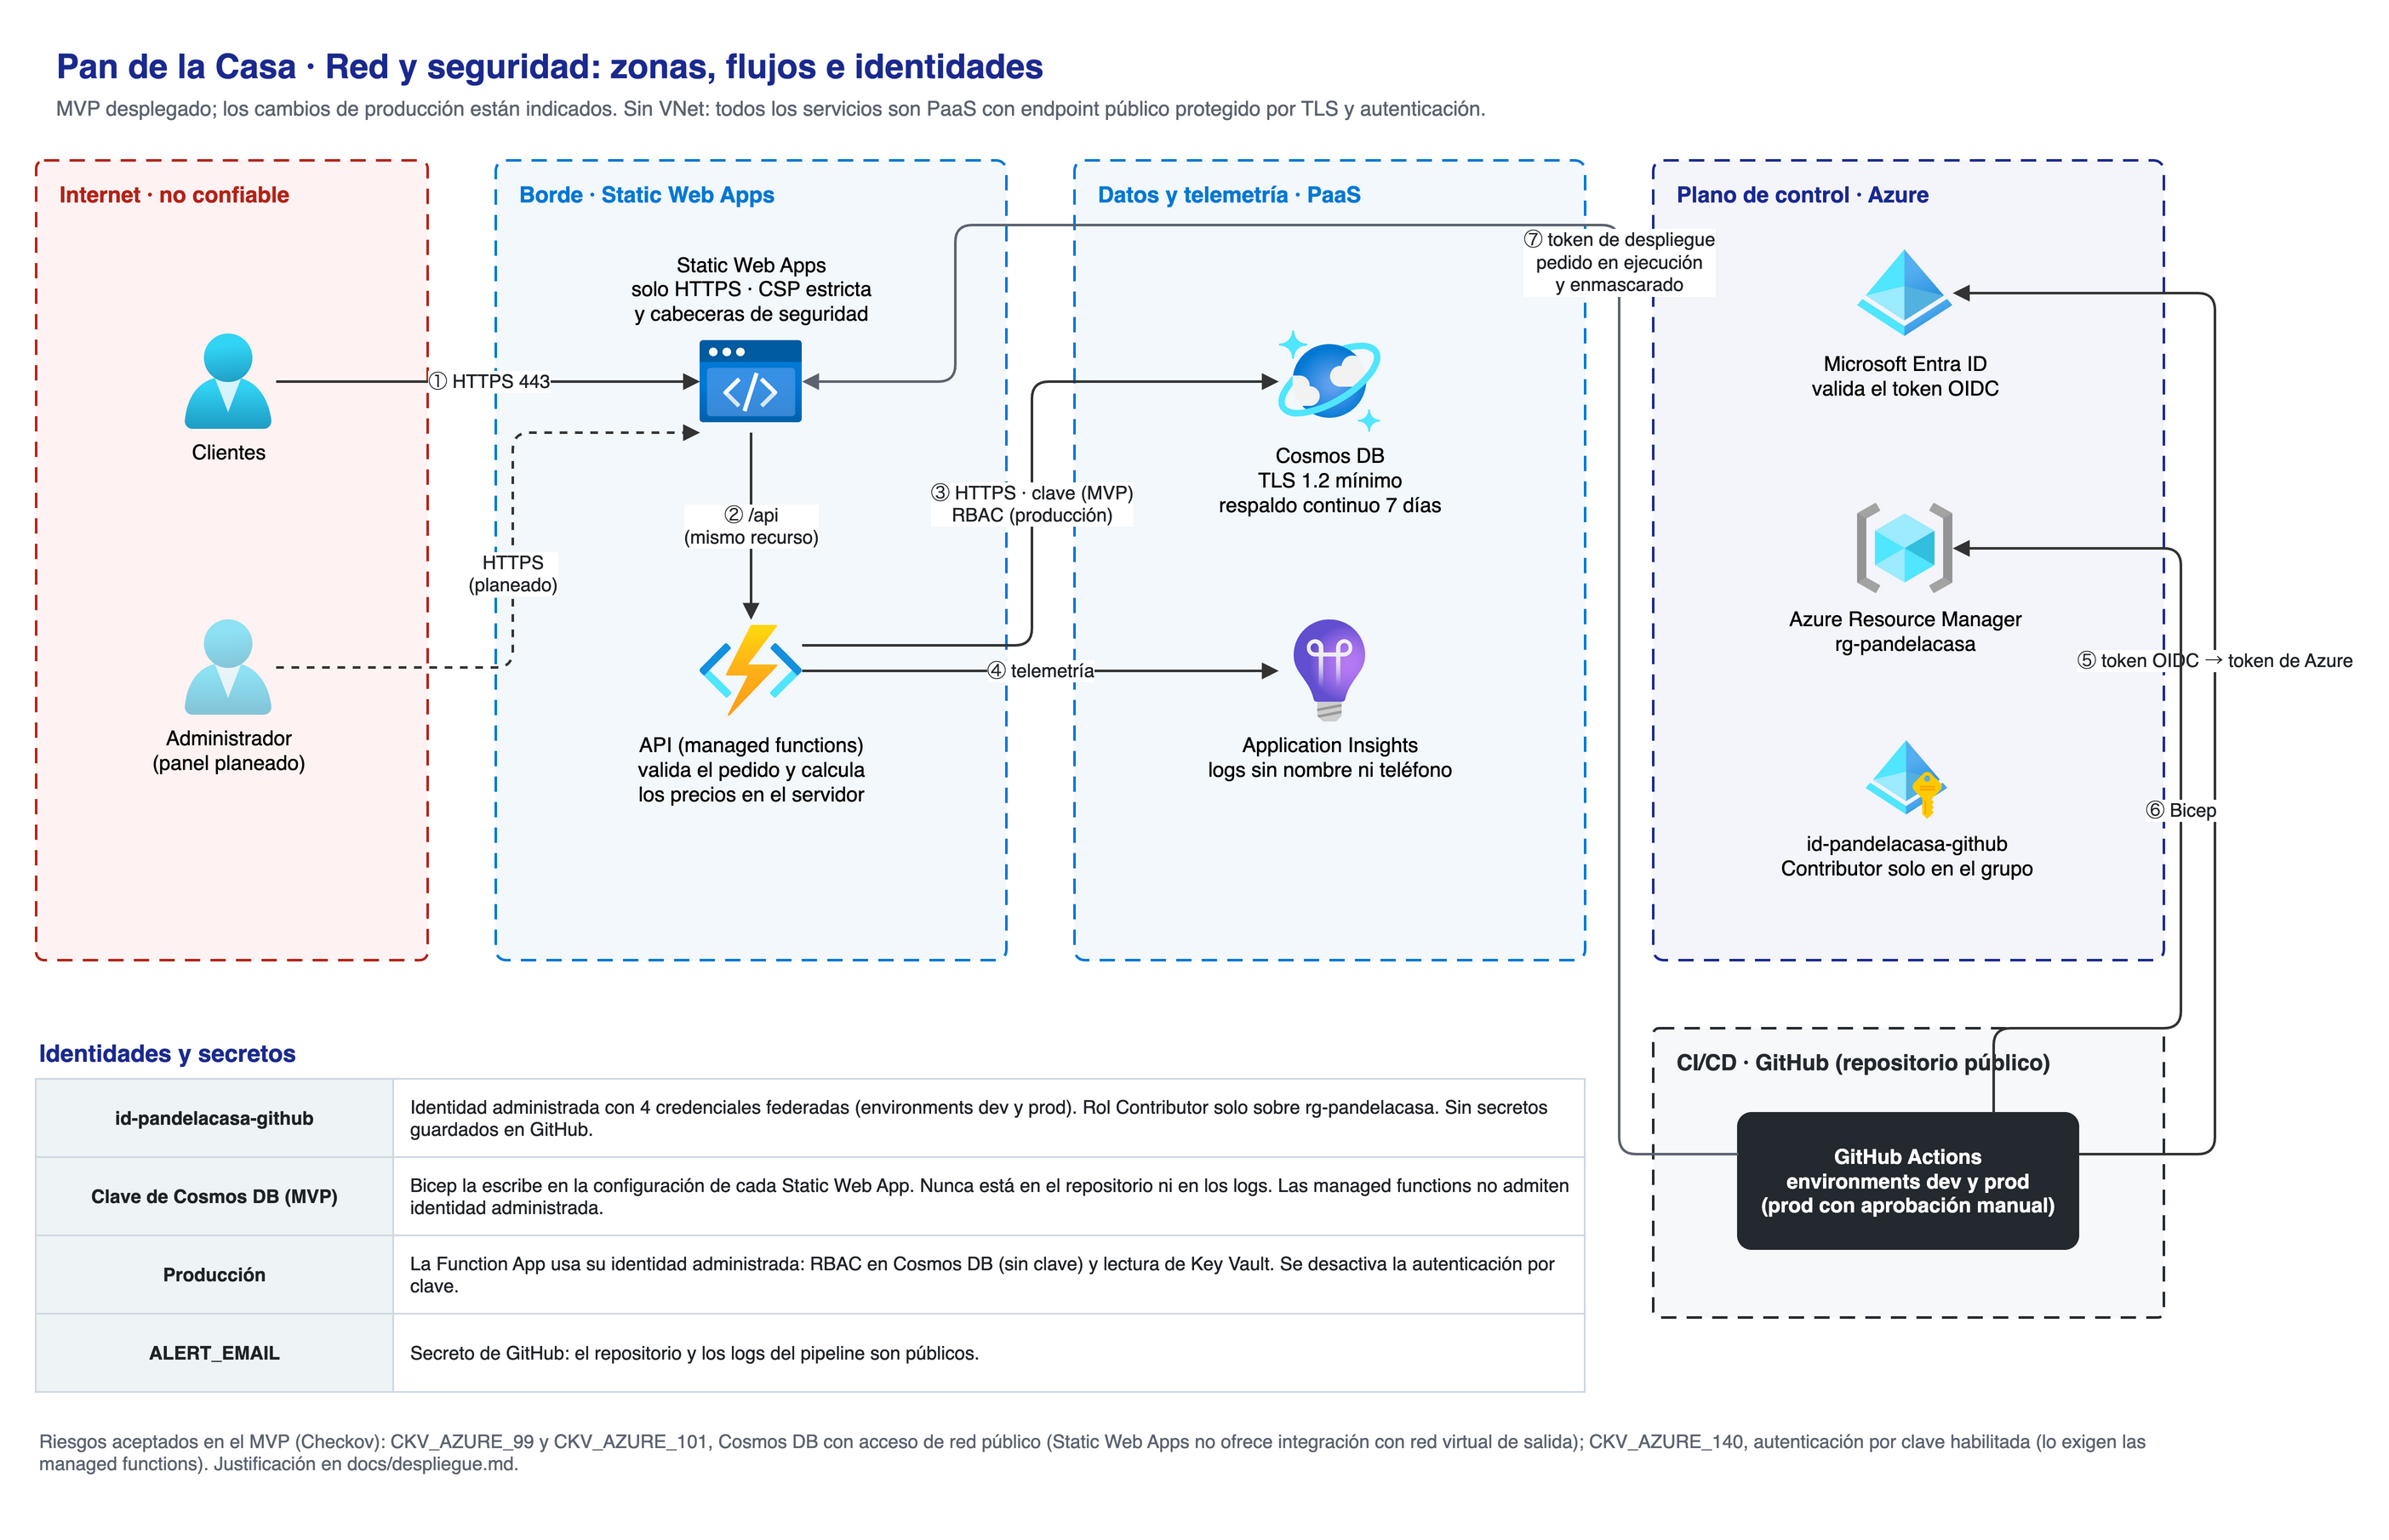 Pan de la Casa · Red y seguridad: zonas, flujos e identidades
MVP desplegado; los cambios de producción están indicados. Sin VNet: todos los servicios son PaaS con endpoint público protegido por TLS y autenticación.
Internet · no confiable
Clientes
Administrador
(panel planeado)
① HTTPS 443
HTTPS
(planeado)
Borde · Static Web Apps
Static Web Apps
solo HTTPS · CSP estricta
y cabeceras de seguridad
② /api
(mismo recurso)
API (managed functions)
valida el pedido y calcula
los precios en el servidor
③ HTTPS · clave (MVP)
RBAC (producción)
④ telemetría
Datos y telemetría · PaaS
Cosmos DB
TLS 1.2 mínimo
respaldo continuo 7 días
Application Insights
logs sin nombre ni teléfono
⑦ token de despliegue
pedido en ejecución
y enmascarado
Plano de control · Azure
Microsoft Entra ID
valida el token OIDC
Azure Resource Manager
rg-pandelacasa
⑤ token OIDC → token de Azure
⑥ Bicep
id-pandelacasa-github
Contributor solo en el grupo
CI/CD · GitHub (repositorio público)
GitHub Actions
environments dev y prod
(prod con aprobación manual)
Identidades y secretos
id-pandelacasa-github
Identidad administrada con 4 credenciales federadas (environments dev y prod). Rol Contributor solo sobre rg-pandelacasa. Sin secretos
guardados en GitHub.
Clave de Cosmos DB (MVP)
Bicep la escribe en la configuración de cada Static Web App. Nunca está en el repositorio ni en los logs. Las managed functions no admiten
identidad administrada.
Producción
La Function App usa su identidad administrada: RBAC en Cosmos DB (sin clave) y lectura de Key Vault. Se desactiva la autenticación por
clave.
ALERT_EMAIL
Secreto de GitHub: el repositorio y los logs del pipeline son públicos.
Riesgos aceptados en el MVP (Checkov): CKV_AZURE_99 y CKV_AZURE_101, Cosmos DB con acceso de red público (Static Web Apps no ofrece integración con red virtual de salida); CKV_AZURE_140, autenticación por clave habilitada (lo exigen las
managed functions). Justificación en docs/despliegue.md.